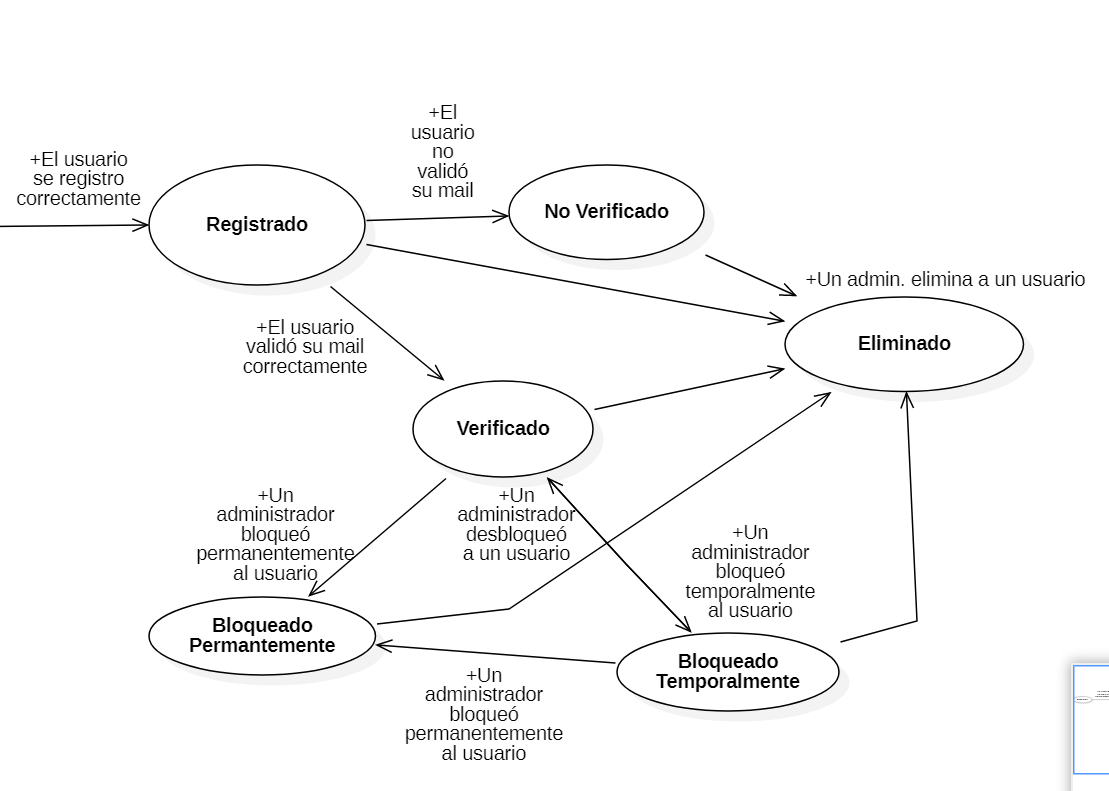 +El
usuario
no
validó
su mail
+El usuario
se registro
correctamente
Registrado
No Verificado
+Un admin. elimina a un usuario
Eliminado
+El usuario
validó su mail
correctamente
Verificado
+Un
administrador
bloqueó
permanentemente
al usuario
+Un
administrador
desbloqueó
a un usuario
+Un
administrador
bloqueó
temporalmente
al usuario
Bloqueado
Permantemente
Bloqueado
Temporalmente
+Un
administrador
bloqueó
permanentemente
al usuario